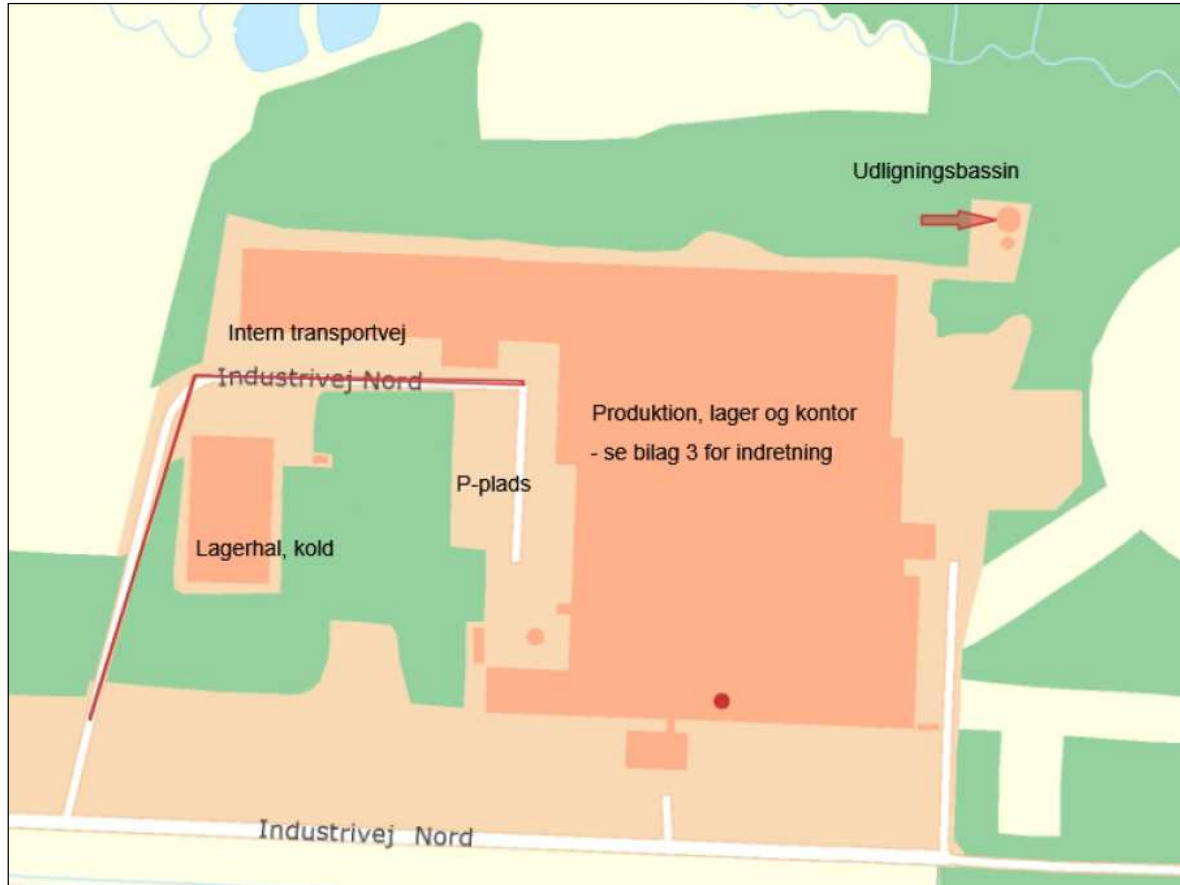 Udligningsbassin
Intern transportvej
Industrivej Nord
Produktion, lager og kontor
- se bilag 3 for indretning
P-plads
Lagerhal, kold
Industrivej Nord